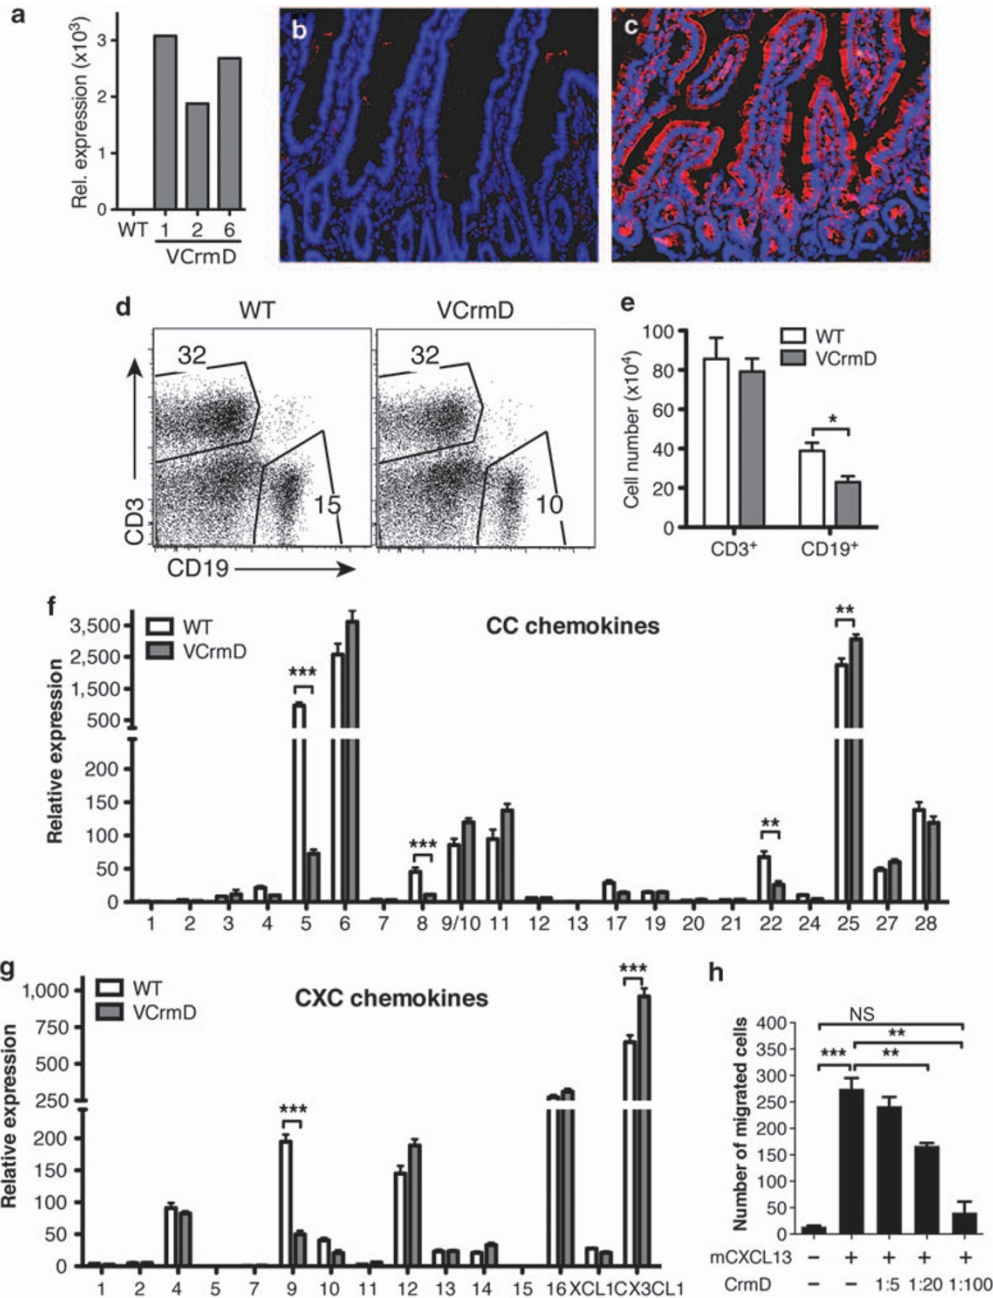 a
Rel. expression (x10³)
3
2
1
0
WT 1 2 6
VCrmD
b
c
d
WT
VCrmD
32
32
15
10
CD3
CD19
e
Cell number (x10⁴)
100
80
60
40
20
0
WT
VCrmD
*
CD3⁺ CD19⁺
f
CC chemokines
WT
VCrmD
Relative expression
3,500
2,500
1,500
500
200
150
100
50
0
***
***
**
**
1 2 3 4 5 6 7 8 9/10 11 12 13 17 19 20 21 22 24 25 27 28
g
CXC chemokines
WT
VCrmD
Relative expression
1,000
750
500
250
200
150
100
50
0
***
***
1 2 4 5 7 9 10 11 12 13 14 15 16 XCL1 CX3CL1
h
Number of migrated cells
400
350
300
250
200
150
100
50
0
NS
**
*** **
mCXCL13 – + + + +
CrmD – – 1:5 1:20 1:100